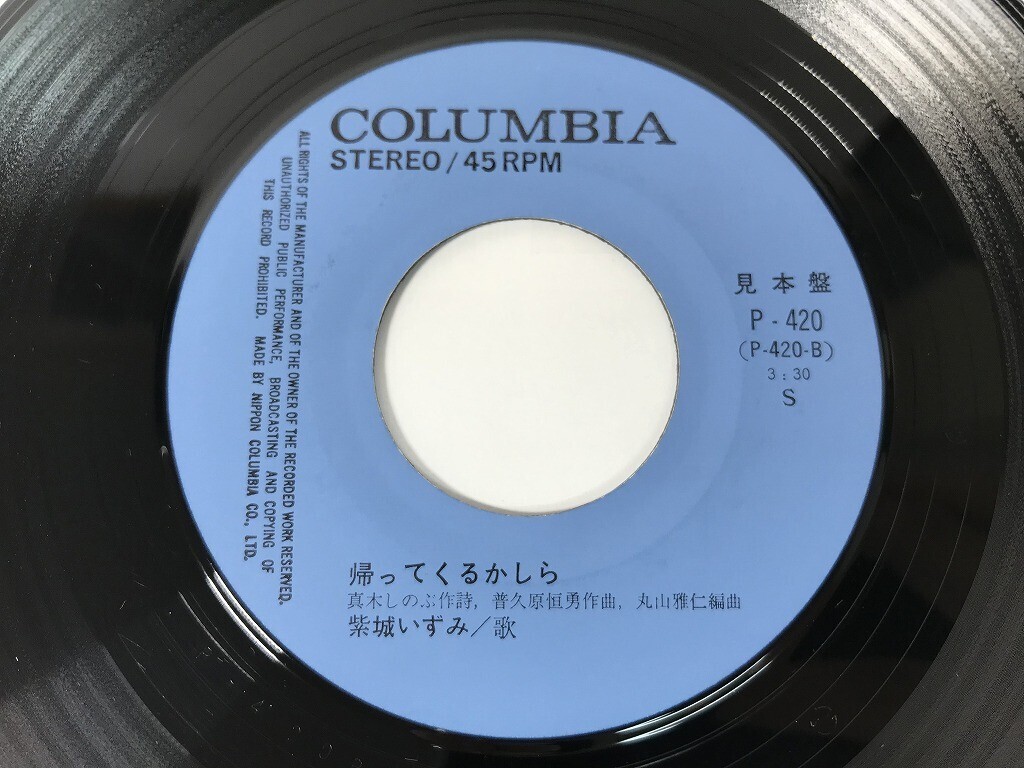 COLUMBIA
STEREO / 45 RPM
ALL RIGHTS OF THE MANUFACTURER AND OF THE OWNER OF THE RECORDED WORK RESERVED.
UNAUTHORIZED PUBLIC PERFORMANCE, BROADCASTING AND COPYING OF
THIS RECORD PROHIBITED. MADE BY NIPPON COLUMBIA CO., LTD.
見本盤
P - 420
(P-420-B)
3:30
S
帰ってくるかしら
真木しのぶ作詩, 普久原恒勇作曲, 丸山雅仁編曲
紫城いずみ/歌